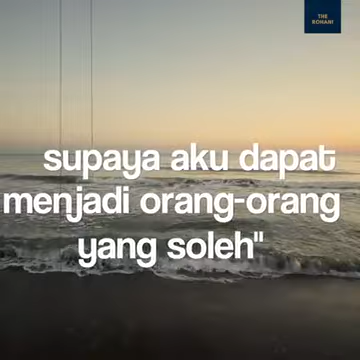 THE
ROHANI
supaya aku dapat
menjadi orang-orang
yang soleh"